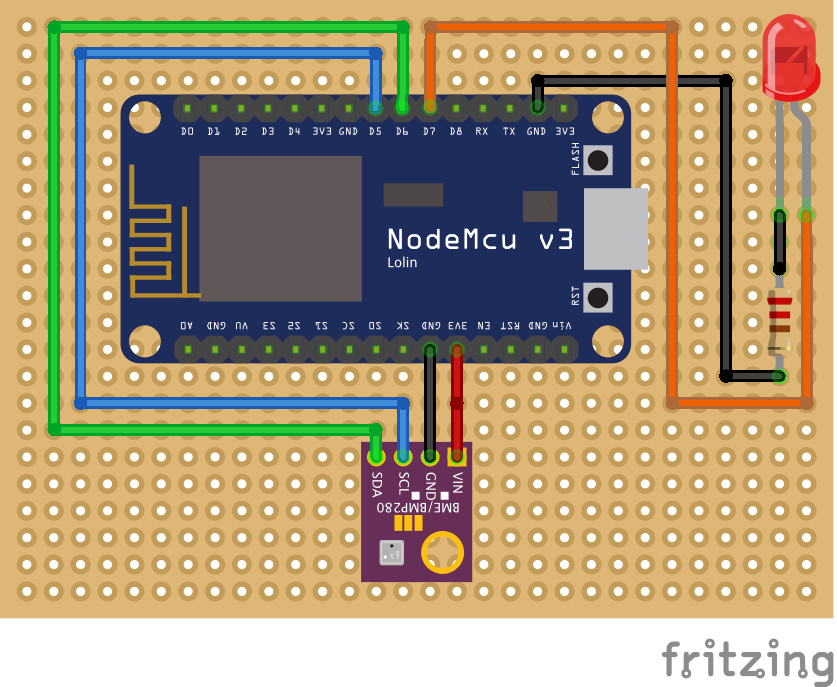 D0 D1 D2 D3 D4 3V3 GND D5 D6 D7 D8 RX TX GND 3V3
FLASH
NodeMcu v3
Lolin
RST
A0 GND VU S3 S2 S1 SC SO SK GND 3V3 EN RST GND Vin
SDA SCL GND VIN
BME/BMP280
fritzing